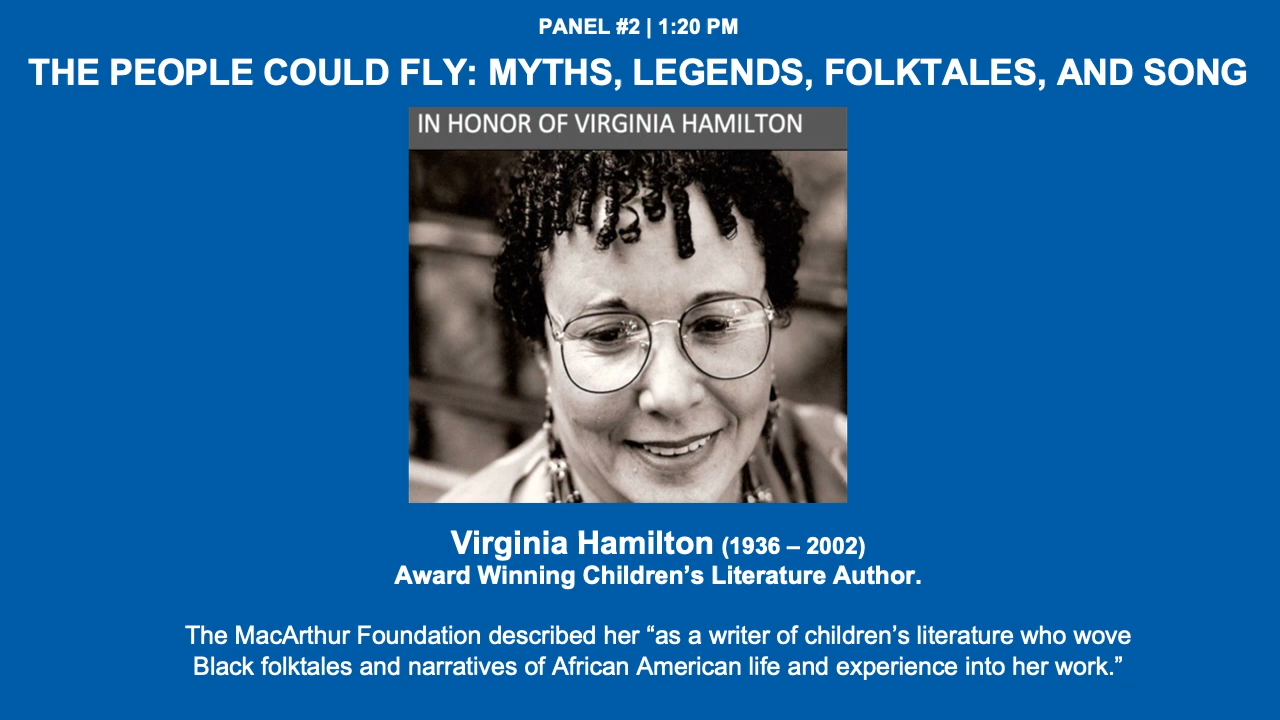 PANEL #2 | 1:20 PM
THE PEOPLE COULD FLY: MYTHS, LEGENDS, FOLKTALES, AND SONG
IN HONOR OF VIRGINIA HAMILTON
Virginia Hamilton (1936 – 2002)
Award Winning Children’s Literature Author.
The MacArthur Foundation described her “as a writer of children’s literature who wove
Black folktales and narratives of African American life and experience into her work.”